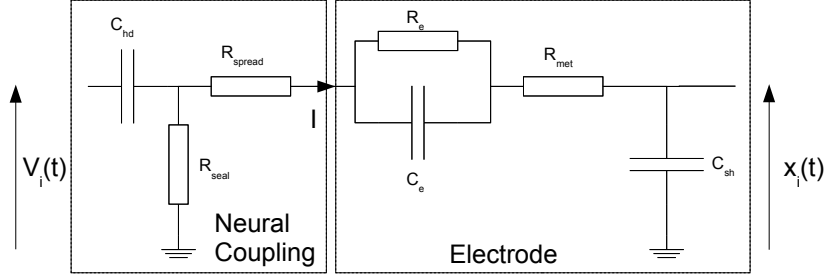 C_hd
R_spread
R_e
R_met
I
V_i(t)
R_seal
C_e
C_sh
x_i(t)
Neural
Coupling
Electrode